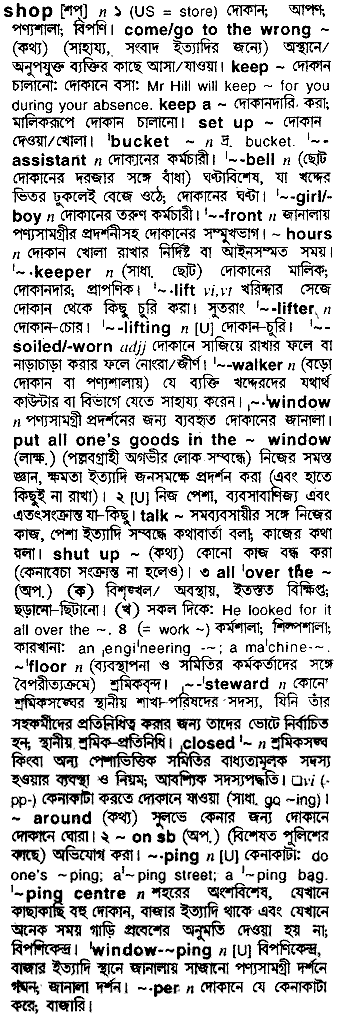 shop [শপ্] n ১ (US = store) দোকান; আপণ;
পণ্যশালা; বিপণি। come/go to the wrong ~
(কথ্য) (সাহায্য, সংবাদ ইত্যাদির জন্যে) অস্থানে/
অনুপযুক্ত ব্যক্তির কাছে আসা/যাওয়া। keep ~ দোকান
চালানো; দোকানে বসা: Mr Hill will keep ~ for you
during your absence. keep a ~ দোকানদারি করা;
মালিকরূপে দোকান চালানো। set up ~ দোকান
দেওয়া/খোলা। ˈbucket ~ n দ্র. bucket. ˈ~-
assistant n দোকানের কর্মচারী। ˈ~-bell n (ছোট
দোকানের দরজার সঙ্গে বাঁধা) ঘণ্টাবিশেষ, যা খদ্দের
ভিতর ঢুকলেই বেজে ওঠে; দোকানের ঘণ্টা। ˈ~-girl/-
boy n দোকানের তরুণ কর্মচারী। ˈ~-front n জানালায়
পণ্যসামগ্রীর প্রদর্শনীসহ দোকানের সম্মুখভাগ। ~ hours
n দোকান খোলা রাখার নির্দিষ্ট বা আইনসম্মত সময়।
ˈ~-keeper n (সাধা. ছোট) দোকানের মালিক;
দোকানদার; প্রাপণিক। ˈ~-lift vi,vt খরিদ্দার সেজে
দোকান থেকে কিছু চুরি করা। সুতরাং ˈ~-lifter n
দোকান-চোর। ˈ~-lifting n [U] দোকান-চুরি। ˈ~-
soiled/-worn adjj দোকানে সাজিয়ে রাখার ফলে বা
নাড়াচাড়া করার ফলে নোংরা/জীর্ণ। ˈ~-walker n (বড়ো
দোকান বা পণ্যশালায়) যে ব্যক্তি খদ্দেরদের যথার্থ
কাউন্টার বা বিভাগে যেতে সাহায্য করেন। ˌ~-ˈwindow
n পণ্যসামগ্রী প্রদর্শনের জন্য ব্যবহৃত দোকানের জানালা।
put all one's goods in the ~ window
(লাক্ষ.) (পল্লবগ্রাহী অগভীর লোক সম্বন্ধে) নিজের সমস্ত
জ্ঞান, ক্ষমতা ইত্যাদি জনসমক্ষে প্রদর্শন করা (এবং হাতে
কিছুই না রাখা)। ২ [U] নিজ পেশা, ব্যবসাবাণিজ্য এবং
এতৎসংক্রান্ত যা-কিছু। talk ~ সমব্যবসায়ীর সঙ্গে নিজের
কাজ, পেশা ইত্যাদি সম্বন্ধে কথাবার্তা বলা; কাজের কথা
বলা। shut up ~ (কথ্য) কোনো কাজ বন্ধ করা
(কেনাবেচা সংক্রান্ত না হলেও)। ৩ all ˈover the ~
(অপ.) (ক) বিশৃঙ্খল/ অবস্থায়, ইতস্তত বিক্ষিপ্ত;
ছড়ানো-ছিটানো। (খ) সকল দিকে: He looked for it
all over the ~. ৪ (= work ~) কর্মশালা; শিল্পশালা;
কারখানা: an ˌengiˈneering -~; a maˈchine-~.
~ˈfloor n (ব্যবস্থাপনা ও সমিতির কর্মকর্তাদের সঙ্গে
বৈপরীত্যক্রমে) শ্রমিকবৃন্দ। ˌ~-ˈsteward n কোনো
শ্রমিকসঙ্ঘের স্থানীয় শাখা-পরিষদের সদস্য, যিনি তাঁর
সহকর্মীদের প্রতিনিধিত্ব করার জন্য তাদের ভোটে নির্বাচিত
হন; স্থানীয় শ্রমিক-প্রতিনিধি। ˌclosed ˈ~ n শ্রমিকসঙ্ঘ
কিংবা অন্য পেশাভিত্তিক সমিতির বাধ্যতামূলক সদস্য
হওয়ার ব্যবস্থা ও নিয়ম; আবশ্যিক সদস্যপদ্ধতি। □vi (-
pp-) কেনাকাটা করতে দোকানে যাওয়া (সাধা. go ~ing)।
~ around (কথ্য) সুলভে কেনার জন্য দোকানে
দোকানে ঘোরা। ২ ~ on sb (অপ.) (বিশেষত পুলিশের
কাছে) অভিযোগ করা। ~-ping n [U] কেনাকাটা: do
one's ~ping; aˈ~ping street; a ˈ~ping bag.
ˈ~ping centre n শহরের অংশবিশেষ, যেখানে
কাছাকাছি বহু দোকান, বাজার ইত্যাদি থাকে এবং যেখানে
অনেক সময় গাড়ি প্রবেশের অনুমতি দেওয়া হয় না;
বিপণিকেন্দ্র। ˈwindow-~ping n [U] বিপণিকেন্দ্র,
বাজার ইত্যাদি স্থানে জানালায় সাজানো পণ্যসামগ্রী দর্শনে
গমন; জানালা দর্শন। ~-per n দোকানে যে কেনাকাটা
করে; বাজারি।